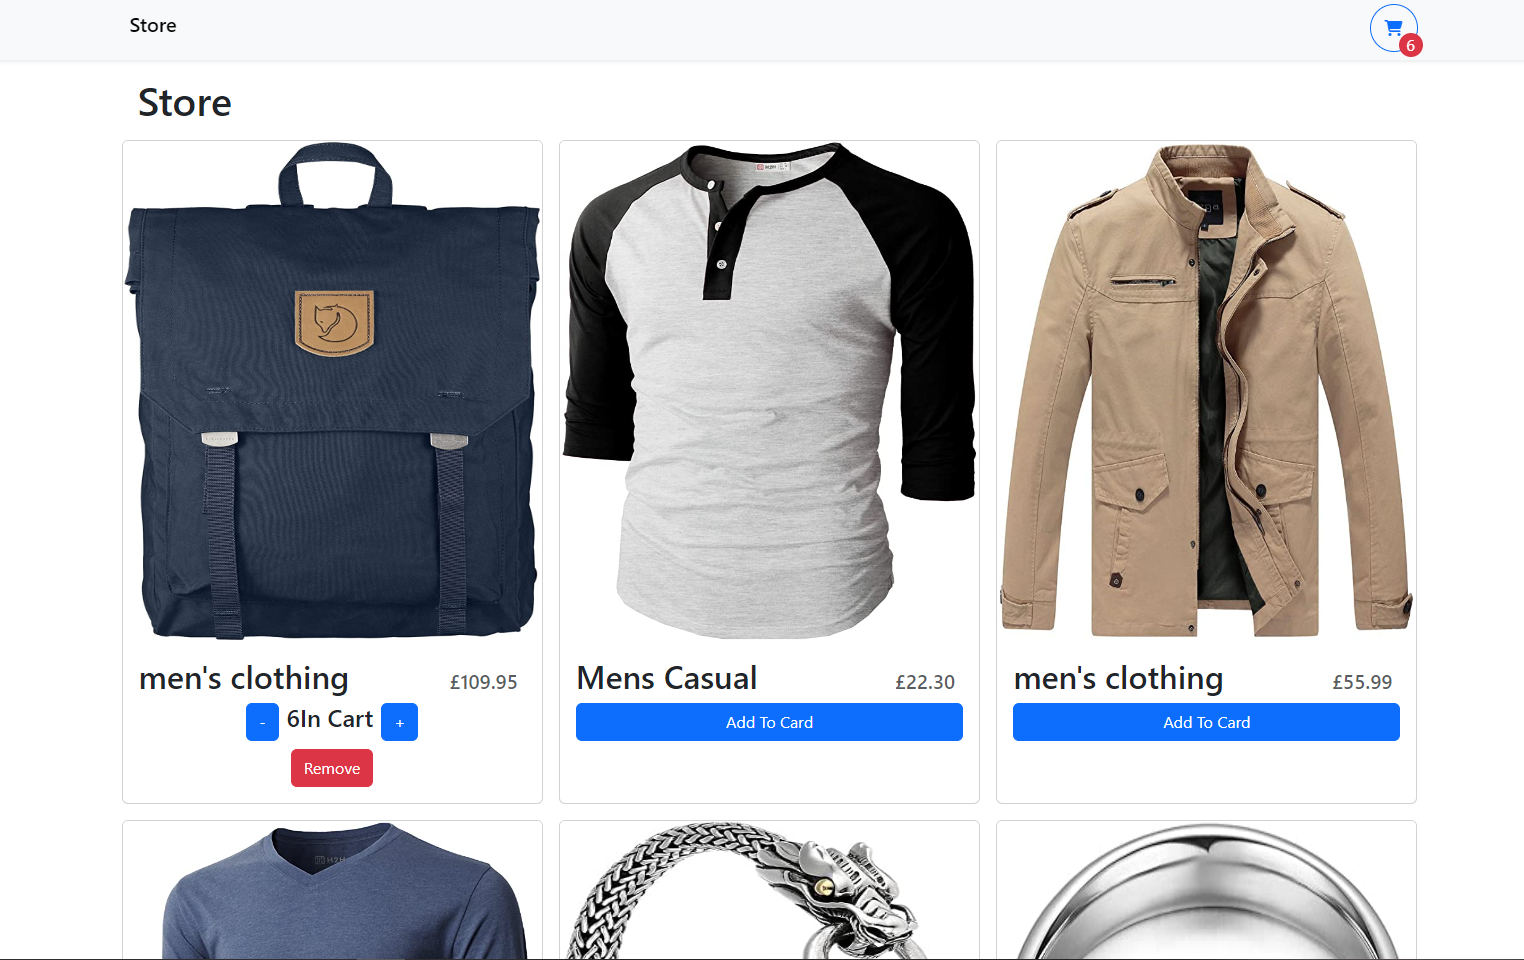 Store
6
Store
men's clothing £109.95
- 6In Cart +
Remove
Mens Casual £22.30
Add To Card
men's clothing £55.99
Add To Card